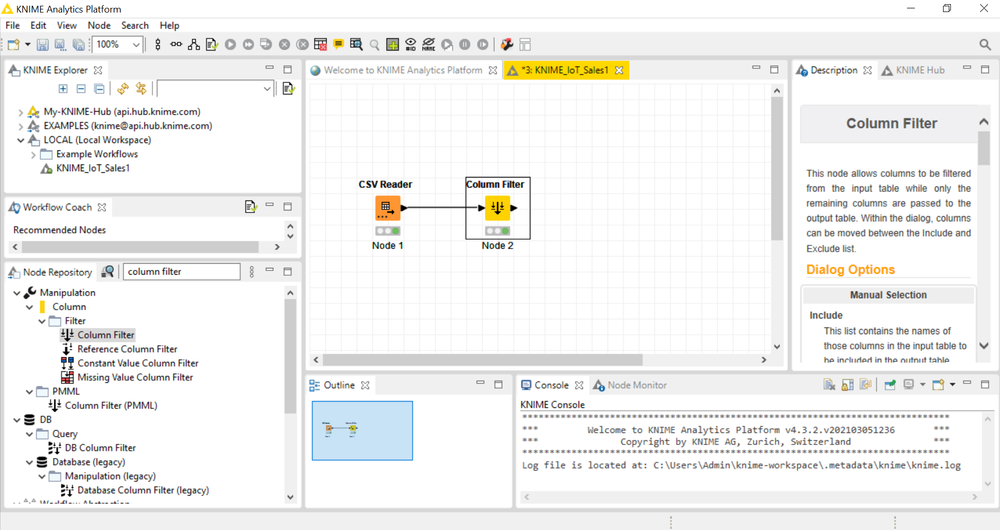 KNIME Analytics Platform
File Edit View Node Search Help
100%
#ID
NAME
KNIME Explorer
My-KNIME-Hub (api.hub.knime.com)
EXAMPLES (knime@api.hub.knime.com)
LOCAL (Local Workspace)
Example Workflows
KNIME_IoT_Sales1
Workflow Coach
Recommended Nodes
Node Repository
column filter
Manipulation
Column
Filter
Column Filter
Reference Column Filter
Constant Value Column Filter
Missing Value Column Filter
PMML
Column Filter (PMML)
DB
Query
DB Column Filter
Database (legacy)
Manipulation (legacy)
Database Column Filter (legacy)
Workflow Abstraction
Welcome to KNIME Analytics Platform
*3: KNIME_IoT_Sales1
CSV Reader
Node 1
Column Filter
Node 2
Description
KNIME Hub
Column Filter
This node allows columns to be filtered
from the input table while only the
remaining columns are passed to the
output table. Within the dialog, columns
can be moved between the Include and
Exclude list.
Dialog Options
Manual Selection
Include
This list contains the names of
those columns in the input table to
be included in the output table
Outline
Console
Node Monitor
KNIME Console
******************************************************************************
*** Welcome to KNIME Analytics Platform v4.3.2.v202103051236 ***
*** Copyright by KNIME AG, Zurich, Switzerland ***
******************************************************************************
Log file is located at: C:\Users\Admin\knime-workspace\.metadata\knime\knime.log